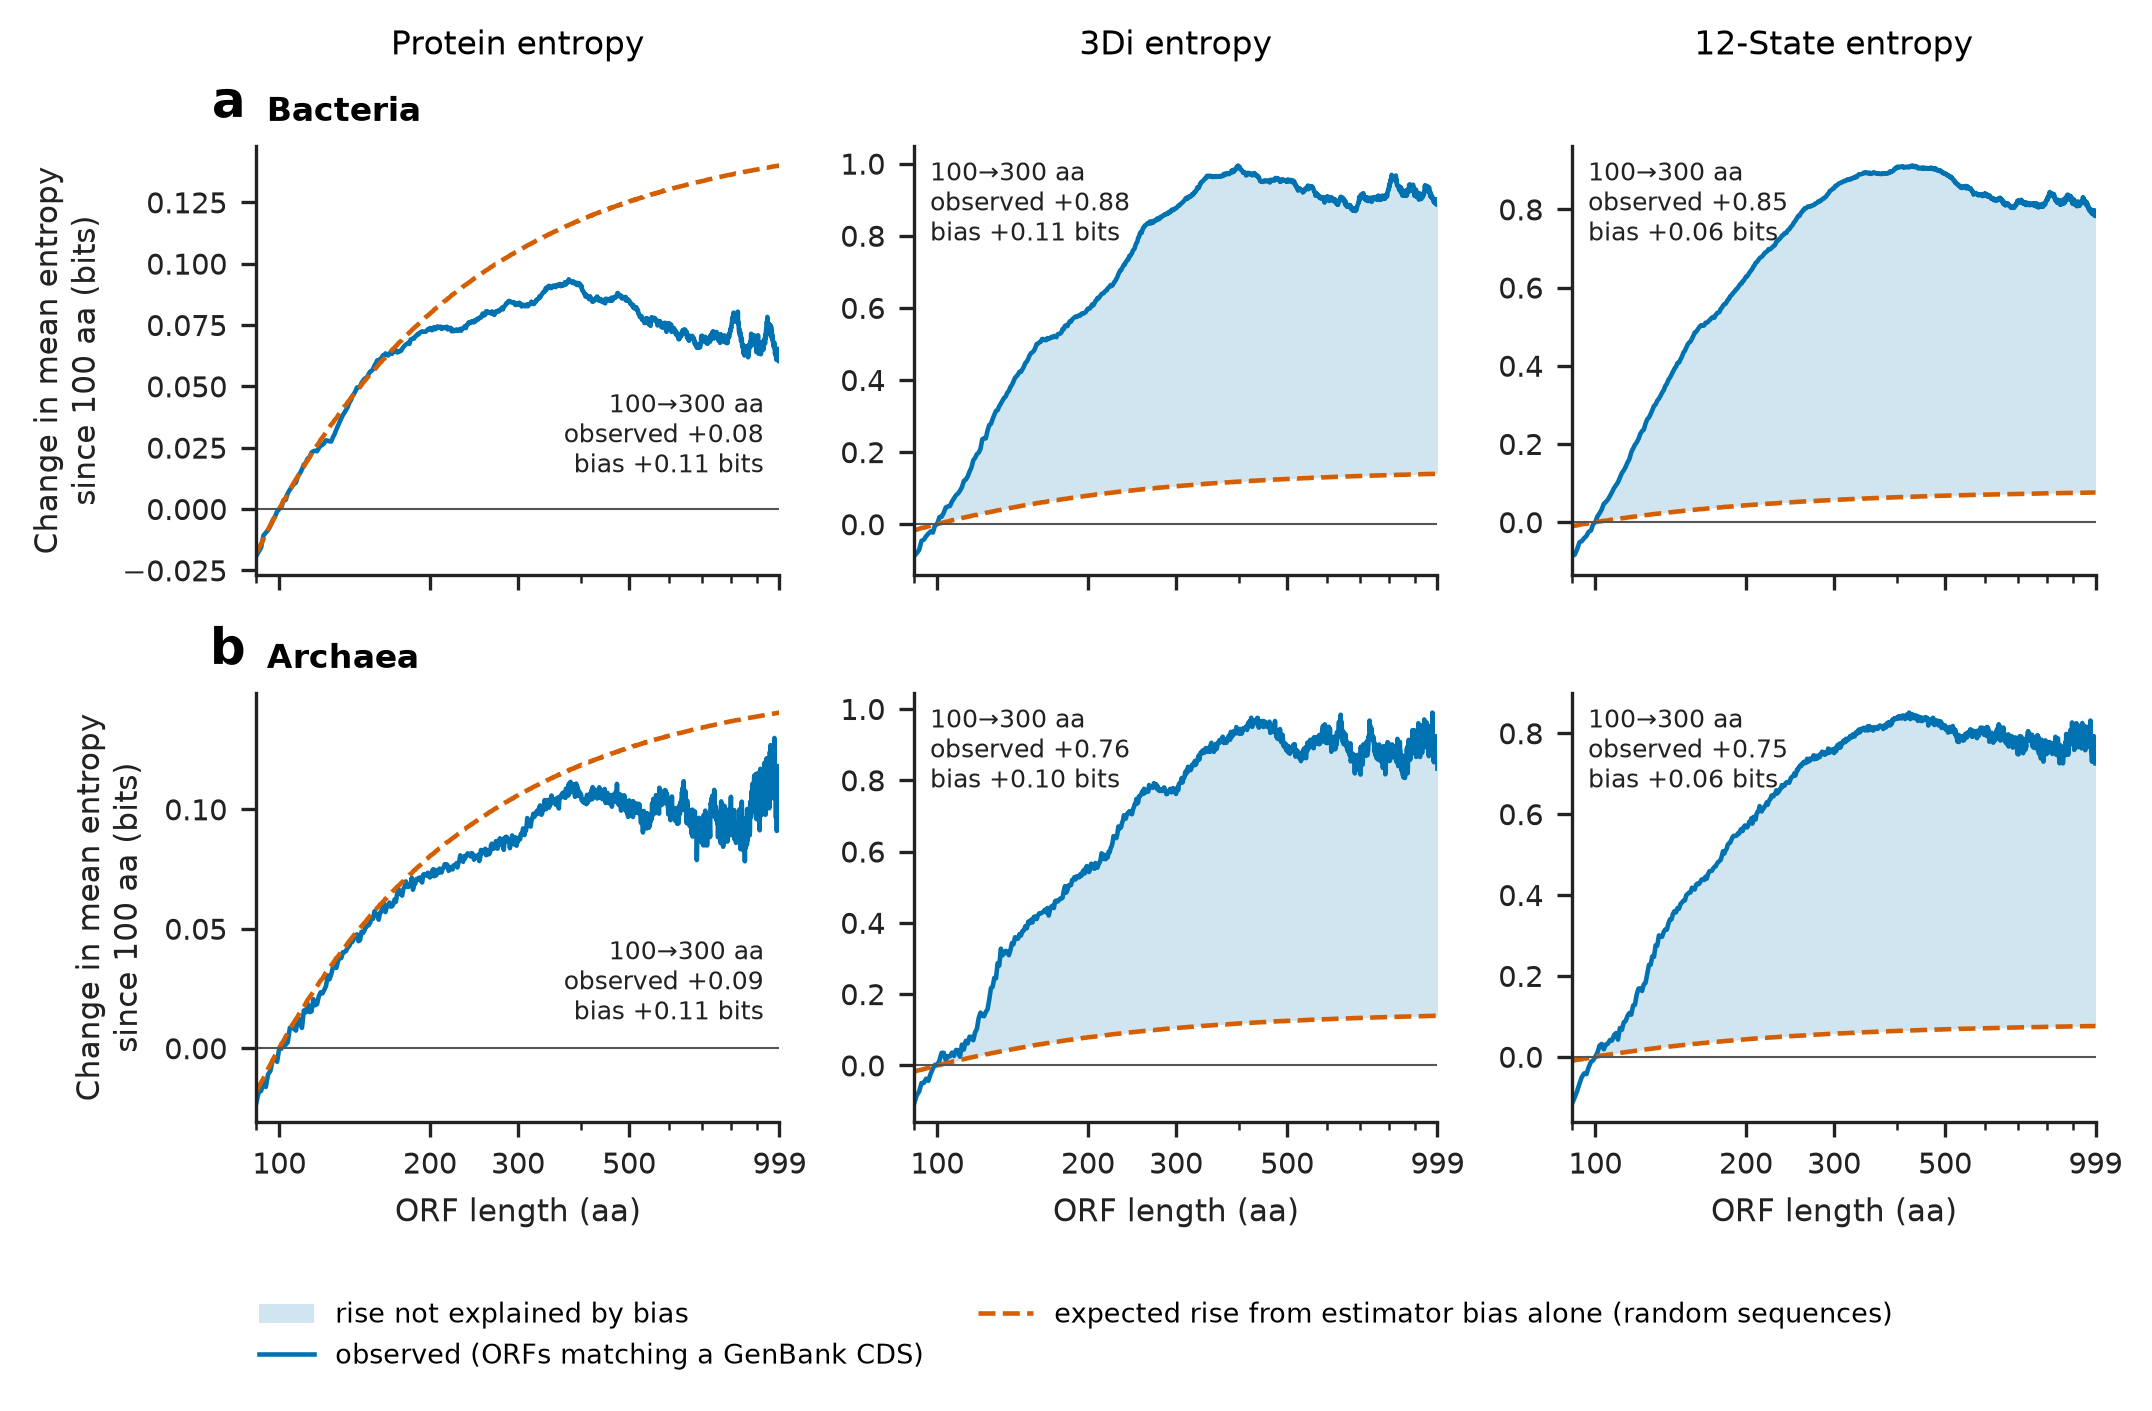 Protein entropy
3Di entropy
12-State entropy
a Bacteria
Change in mean entropy
since 100 aa (bits)
0.125
0.100
0.075
0.050
0.025
0.000
−0.025
100→300 aa
observed +0.08
bias +0.11 bits
1.0
0.8
0.6
0.4
0.2
0.0
100→300 aa
observed +0.88
bias +0.11 bits
0.8
0.6
0.4
0.2
0.0
100→300 aa
observed +0.85
bias +0.06 bits
b Archaea
Change in mean entropy
since 100 aa (bits)
0.10
0.05
0.00
100→300 aa
observed +0.09
bias +0.11 bits
100 200 300 500 999
ORF length (aa)
1.0
0.8
0.6
0.4
0.2
0.0
100→300 aa
observed +0.76
bias +0.10 bits
100 200 300 500 999
ORF length (aa)
0.8
0.6
0.4
0.2
0.0
100→300 aa
observed +0.75
bias +0.06 bits
100 200 300 500 999
ORF length (aa)
rise not explained by bias
observed (ORFs matching a GenBank CDS)
expected rise from estimator bias alone (random sequences)